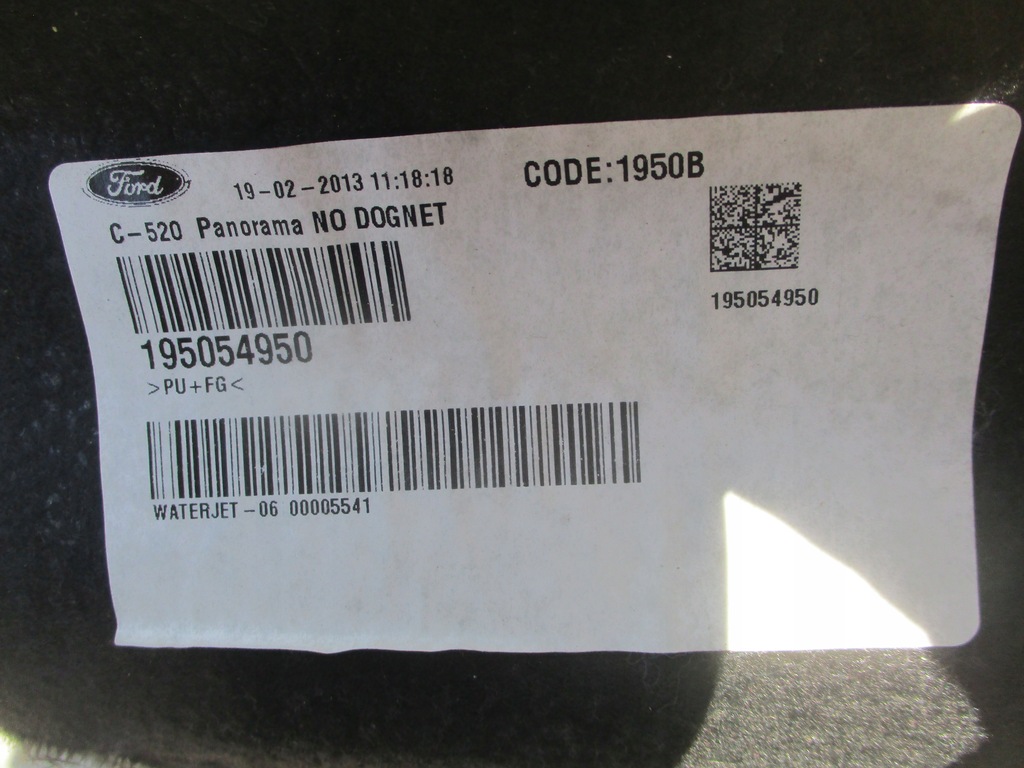 Ford
19-02-2013 11:18:18
CODE:1950B
C-520 Panorama NO DOGNET
195054950
195054950
>PU+FG<
WATERJET-06 00005541